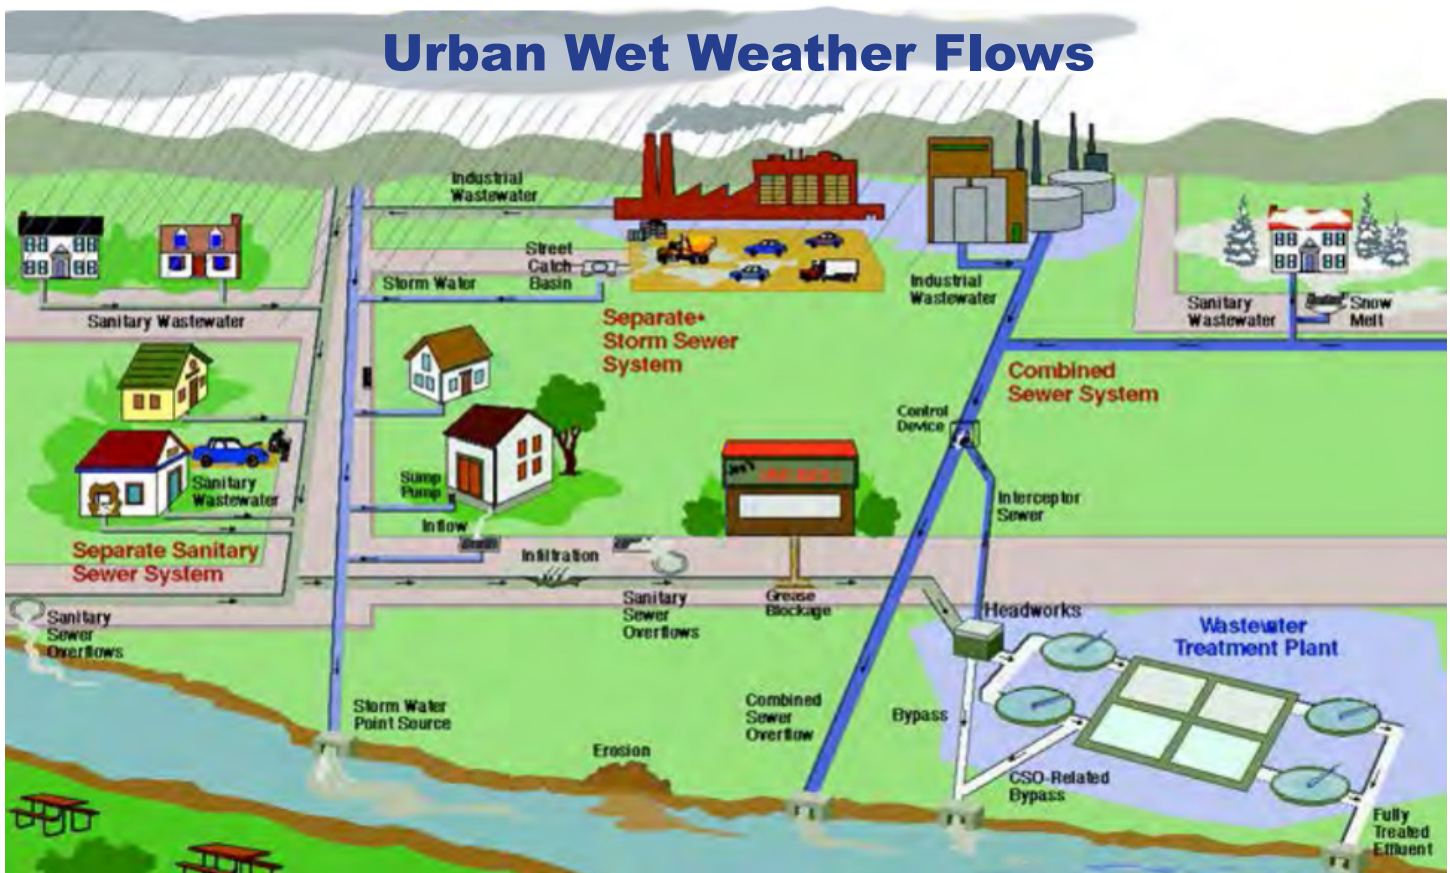 Urban Wet Weather Flows
Industrial
Wastewater
Street
Catch
Basin
Storm Water
Sanitary Wastewater
Separate•
Storm Sewer
System
Industrial
Wastewater
Sanitary
Wastewater
Snow
Melt
Combined
Sewer System
Control
Device
Sanitary
Wastewater
Sump
Pump
Inflow
Interceptor
Sewer
Separate Sanitary
Sewer System
Infiltration
Sanitary
Sewer
Overflows
Sanitary
Sewer
Overflows
Grease
Blockage
Headworks
Wastewater
Treatment Plant
Storm Water
Point Source
Combined
Sewer
Overflow
Bypass
Erosion
CSO-Related
Bypass
Fully
Treated
Effluent